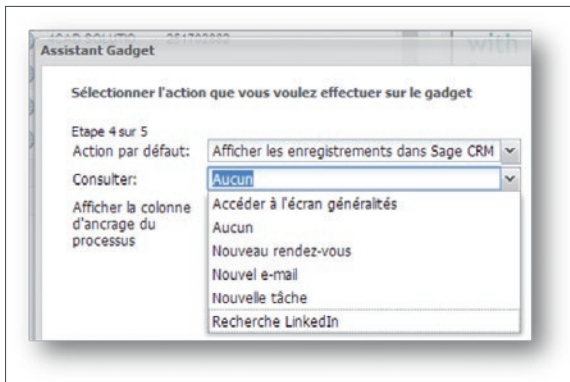 with
Assistant Gadget
Sélectionner l'action que vous voulez effectuer sur le gadget
Etape 4 sur 5
Action par défaut: Afficher les enregistrements dans Sage CRM
Consulter: Aucun
Afficher la colonne
d'ancrage du
processus
Accéder à l'écran généralités
Aucun
Nouveau rendez-vous
Nouvel e-mail
Nouvelle tâche
Recherche LinkedIn